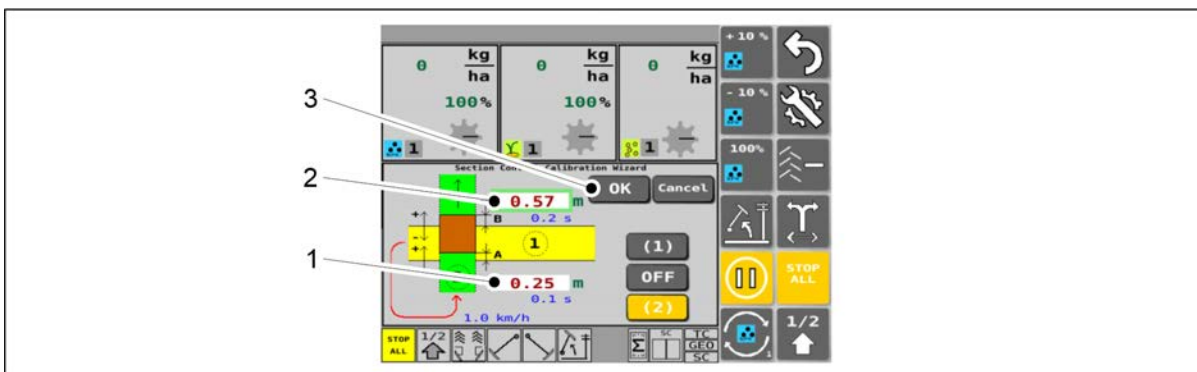 + 10 %
0 kg/ha 0 kg/ha 0 kg/ha
100% 100%
- 10 %
3
1 1 1
100%
Section Control Calibration Wizard
OK Cancel
2
0.57 m
+ B 0.2 s
- 1 (1)
+ A
1
0.25 m OFF
STOP
ALL
0.1 s (2)
1.0 km/h
STOP
ALL
1/2
Σ
SC
TC
GEO
SC
1
1/2